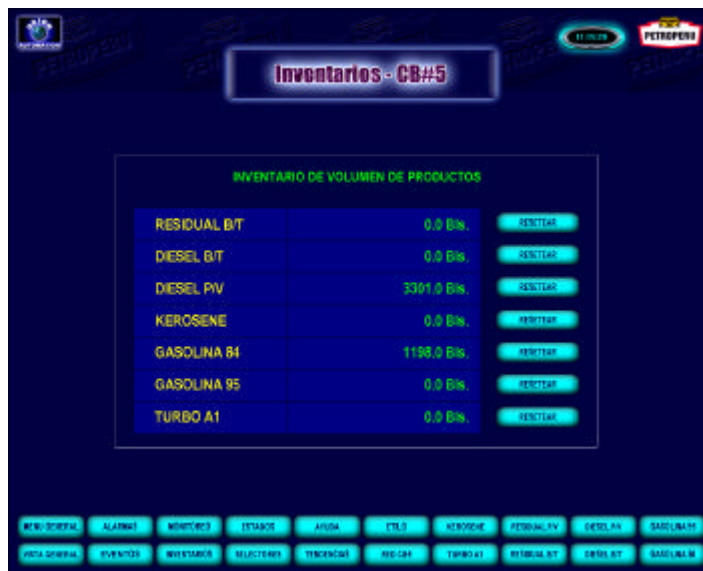 AUTOMATION
PETROPERU
Inventarios - CB#5
INVENTARIO DE VOLUMEN DE PRODUCTOS
RESIDUAL B/T 0.0 Bls. RESETEAR
DIESEL B/T 0.0 Bls. RESETEAR
DIESEL P/V 3301.0 Bls. RESETEAR
KEROSENE 0.0 Bls. RESETEAR
GASOLINA 84 1198.0 Bls. RESETEAR
GASOLINA 95 0.0 Bls. RESETEAR
TURBO A1 0.0 Bls. RESETEAR
MENU GENERAL ALARMAS MONITOREO ESTADOS AYUDA ETILO KEROSENE RESIDUAL P/V DIESEL P/V GASOLINA 95
VISTA GENERAL EVENTOS INVENTARIOS SELECTORES TENDENCIAS TURBO A1 RESIDUAL B/T DIESEL B/T GASOLINA 84